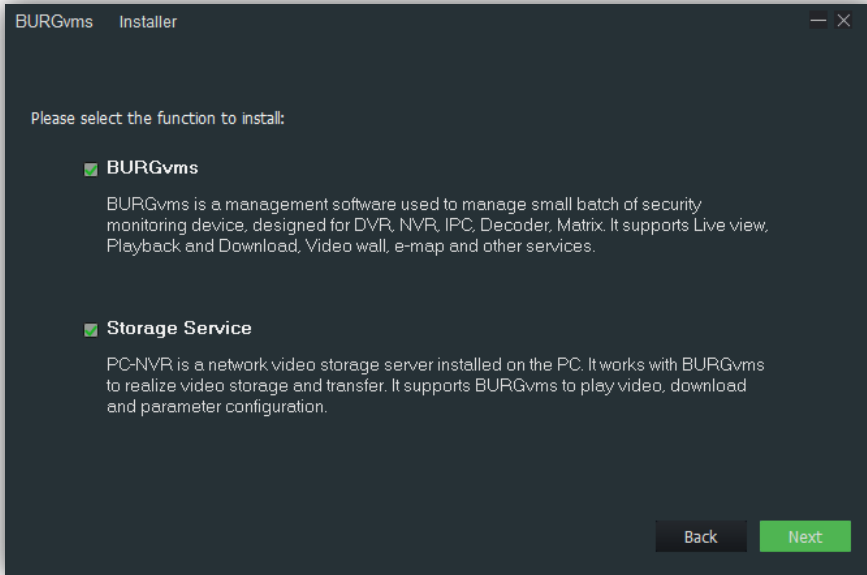 BURGvms Installer
Please select the function to install:
BURGvms
BURGvms is a management software used to manage small batch of security
monitoring device, designed for DVR, NVR, IPC, Decoder, Matrix. It supports Live view,
Playback and Download, Video wall, e-map and other services.
Storage Service
PC-NVR is a network video storage server installed on the PC. It works with BURGvms
to realize video storage and transfer. It supports BURGvms to play video, download
and parameter configuration.
Back Next